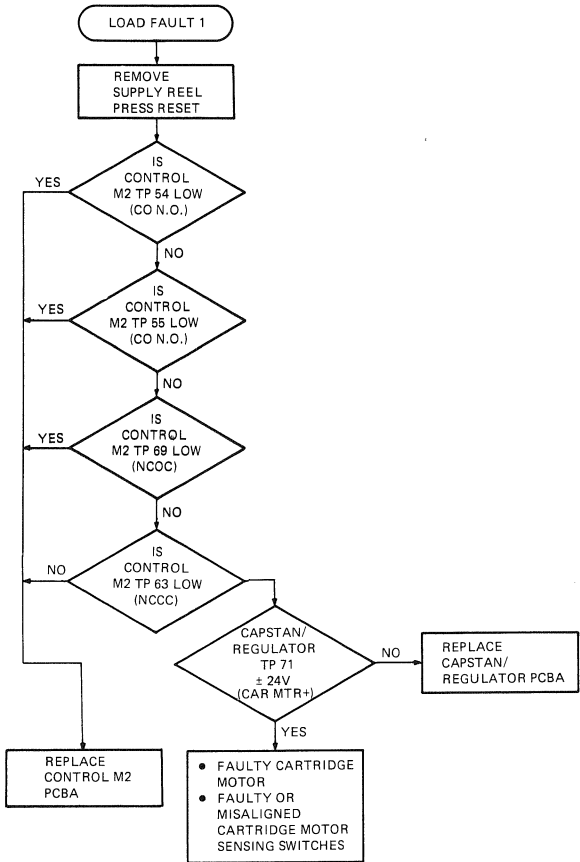 LOAD FAULT 1
REMOVE
SUPPLY REEL
PRESS RESET
IS
CONTROL
M2 TP 54 LOW
(CO N.O.)
YES
NO
IS
CONTROL
M2 TP 55 LOW
(CO N.O.)
YES
NO
IS
CONTROL
M2 TP 69 LOW
(NCOC)
YES
NO
IS
CONTROL
M2 TP 63 LOW
(NCCC)
NO
CAPSTAN/
REGULATOR
TP 71
± 24V
(CAR MTR+)
NO
REPLACE
CAPSTAN/
REGULATOR PCBA
YES
REPLACE
CONTROL M2
PCBA
● FAULTY CARTRIDGE
MOTOR
● FAULTY OR
MISALIGNED
CARTRIDGE MOTOR
SENSING SWITCHES